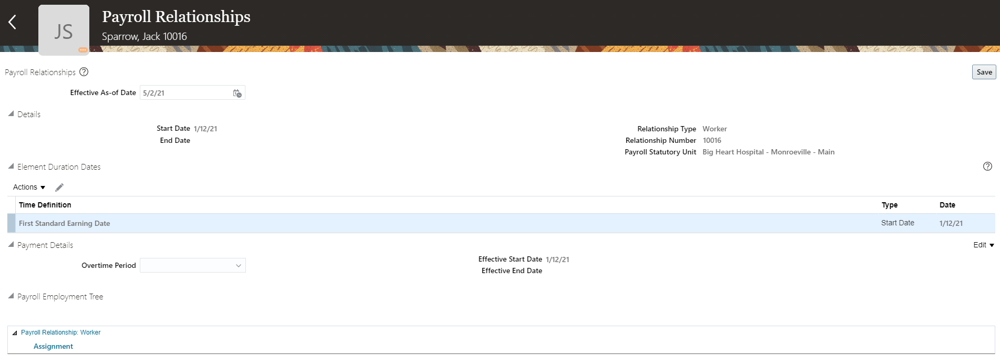 JS
Payroll Relationships
Sparrow, Jack 10016
Payroll Relationships
Save
Effective As-of Date 5/2/21
Details
Start Date 1/12/21
End Date
Relationship Type Worker
Relationship Number 10016
Payroll Statutory Unit Big Heart Hospital - Monroeville - Main
Element Duration Dates
Actions
Time Definition Type Date
First Standard Earning Date Start Date 1/12/21
Payment Details Edit
Overtime Period
Effective Start Date 1/12/21
Effective End Date
Payroll Employment Tree
Payroll Relationship: Worker
Assignment